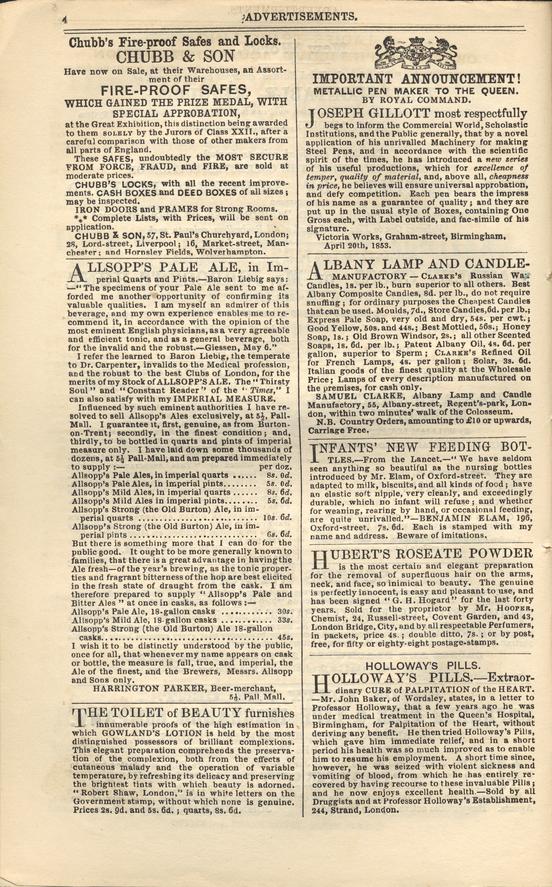 4
ADVERTISEMENTS.
Chubb's Fire-proof Safes and Locks.
CHUBB & SON
Have now on Sale, at their Warehouses, an Assort-
ment of their
FIRE-PROOF SAFES,
WHICH GAINED THE PRIZE MEDAL, WITH
SPECIAL APPROBATION,
at the Great Exhibition, this distinction being awarded
to them SOLELY by the Jurors of Class XXII., after a
careful comparison with those of other makers from
all parts of England.
These SAFES, undoubtedly the MOST SECURE
FROM FORCE, FRAUD, and FIRE, are sold at
moderate prices.
CHUBB'S LOCKS, with all the recent improve-
ments. CASH BOXES and DEED BOXES of all sizes;
may be inspected.
IRON DOORS and FRAMES for Strong Rooms.
*** Complete Lists, with Prices, will be sent on
application.
CHUBB & SON, 57, St. Paul's Churchyard, London;
28, Lord-street, Liverpool; 16, Market-street, Man-
chester; and Hornsley Fields, Wolverhampton.
ALLSOPP'S PALE ALE, in Im-
perial Quarts and Pints.—Baron Liebig says:
—"The specimens of your Pale Ale sent to me af-
forded me another opportunity of confirming its
valuable qualities. I am myself an admirer of this
beverage, and my own experience enables me to re-
commend it, in accordance with the opinion of the
most eminent English physicians, as a very agreeable
and efficient tonic, and as a general beverage, both
for the invalid and the robust.—Giessen, May 6."
I refer the learned to Baron Liebig, the temperate
to Dr. Carpenter, invalids to the Medical profession,
and the robust to the best Clubs of London, for the
merits of my Stock of ALLSOPP'S ALE. The "Thirsty
Soul" and "Constant Reader" of the "Times," I
can also satisfy with my IMPERIAL MEASURE.
Influenced by such eminent authorities I have re-
solved to sell Allsopp's Ales exclusively, at 5½, Pall-
Mall. I guarantee it, first, genuine, as from Burton-
on-Trent; secondly, in the finest condition; and,
thirdly, to be bottled in quarts and pints of imperial
measure only. I have laid down some thousands of
dozens, at 5½ Pall-Mall, and am prepared immediately
to supply:— per doz.
Allsopp's Pale Ales, in imperial quarts ...... 8s. 0d.
Allsopp's Pale Ales, in imperial pints...... 5s. 0d.
Allsopp's Mild Ales, in imperial quarts ...... 8s. 6d.
Allsopp's Mild Ales in imperial pints...... 5s. 0d.
Allsopp's Strong (the Old Burton) Ale, in im-
perial quarts ...... 10s. 6d.
Allsopp's Strong (the Old Burton) Ale, in im-
perial pints ...... 6s. 6d.
But there is something more that I can do for the
public good. It ought to be more generally known to
families, that there is a great advantage in having the
Ale fresh—of the year's brewing, as the tonic proper-
ties and fragrant bitterness of the hop are best elicited
in the fresh state of draught from the cask. I am
therefore prepared to supply "Allsopp's Pale and
Bitter Ales" at once in casks, as follows:—
Allsopp's Pale Ale, 18-gallon casks ...... 30s.
Allsopp's Mild Ale, 18-gallon casks ...... 33s.
Allsopp's Strong (the Old Burton) Ale 18-gallon
casks...... 45s.
I wish it to be distinctly understood by the public,
once for all, that whenever my name appears on cask
or bottle, the measure is full, true, and imperial, the
Ale of the finest, and the Brewers, Messrs. Allsopp
and Sons only.
HARRINGTON PARKER, Beer-merchant,
5½, Pall Mall.
THE TOILET of BEAUTY furnishes
innumerable proofs of the high estimation in
which GOWLAND'S LOTION is held by the most
distinguished possessors of brilliant complexions.
This elegant preparation comprehends the preserva-
tion of the complexion, both from the effects of
cutaneous malady and the operation of variable
temperature, by refreshing its delicacy and preserving
the brightest tints with which beauty is adorned.
"Robert Shaw, London," is in white letters on the
Government stamp, without which none is genuine.
Prices 2s. 9d. and 5s. 6d.; quarts, 8s. 6d.
IMPORTANT ANNOUNCEMENT!
METALLIC PEN MAKER TO THE QUEEN.
BY ROYAL COMMAND.
JOSEPH GILLOTT most respectfully
begs to inform the Commercial World, Scholastic
Institutions, and the Public generally, that by a novel
application of his unrivalled Machinery for making
Steel Pens, and in accordance with the scientific
spirit of the times, he has introduced a new series
of his useful productions, which for excellence of
temper, quality of material, and, above all, cheapness
in price, he believes will ensure universal approbation,
and defy competition. Each pen bears the impress
of his name as a guarantee of quality; and they are
put up in the usual style of Boxes, containing One
Gross each, with Label outside, and fac-simile of his
signature.
Victoria Works, Graham-street, Birmingham,
April 20th, 1853.
ALBANY LAMP AND CANDLE-
MANUFACTORY — CLARKE'S Russian Wax
Candles, 1s. per lb., burn superior to all others. Best
Albany Composite Candles, 8d. per lb., do not require
snuffing; for ordinary purposes the Cheapest Candles
that can be used. Moulds, 7d., Store Candles, 6d. per lb.;
Express Pale Soap, very old and dry, 54s. per cwt.;
Good Yellow, 50s. and 44s.; Best Mottled, 56s.; Honey
Soap, 1s.; Old Brown Windsor, 2s.; all other Scented
Soaps, 1s. 6d. per lb.; Patent Albany Oil, 4s. 6d. per
gallon, superior to Sperm; CLARKE'S Refined Oil
for French Lamps, 4s. per gallon; Solar, 3s. 6d.
Italian goods of the finest quality at the Wholesale
Price; Lamps of every description manufactured on
the premises, for cash only.
SAMUEL CLARKE, Albany Lamp and Candle
Manufactory, 55, Albany-street, Regent's-park, Lon-
don, within two minutes' walk of the Colosseum.
N.B. Country Orders, amounting to £10 or upwards,
Carriage Free.
INFANTS' NEW FEEDING BOT-
TLES.—From the Lancet.—"We have seldom
seen anything so beautiful as the nursing bottles
introduced by Mr. Elam, of Oxford-street. They are
adapted to milk, biscuits, and all kinds of food; have
an elastic soft nipple, very cleanly, and exceedingly
durable, which no infant will refuse; and whether
for weaning, rearing by hand, or occasional feeding,
are quite unrivalled."—BENJAMIN ELAM, 196,
Oxford-street. 7s. 6d. Each is stamped with my
name and address. Beware of imitations.
HUBERT'S ROSEATE POWDER
is the most certain and elegant preparation
for the removal of superfluous hair on the arms,
neck, and face, so inimical to beauty. The genuine
is perfectly innocent, is easy and pleasant to use, and
has been signed "G. H. Hogard" for the last forty
years. Sold for the proprietor by Mr. HOOPER,
Chemist, 24, Russell-street, Covent Garden, and 43,
London Bridge, City, and by all respectable Perfumers,
in packets, price 4s.; double ditto, 7s.; or by post,
free, for fifty or eighty-eight postage-stamps.
HOLLOWAY'S PILLS.
HOLLOWAY'S PILLS.—Extraor-
dinary CURE of PALPITATION of the HEART.
—Mr. John Baker, of Wordsley, states, in a letter to
Professor Holloway, that a few years ago he was
under medical treatment in the Queen's Hospital,
Birmingham, for Palpitation of the Heart, without
deriving any benefit. He then tried Holloway's Pills,
which gave him immediate relief, and in a short
period his health was so much improved as to enable
him to resume his employment. A short time since,
however, he was seized with violent sickness and
vomiting of blood, from which he has entirely re-
covered by having recourse to these invaluable Pills;
and he now enjoys excellent health.—Sold by all
Druggists and at Professor Holloway's Establishment,
244, Strand, London.